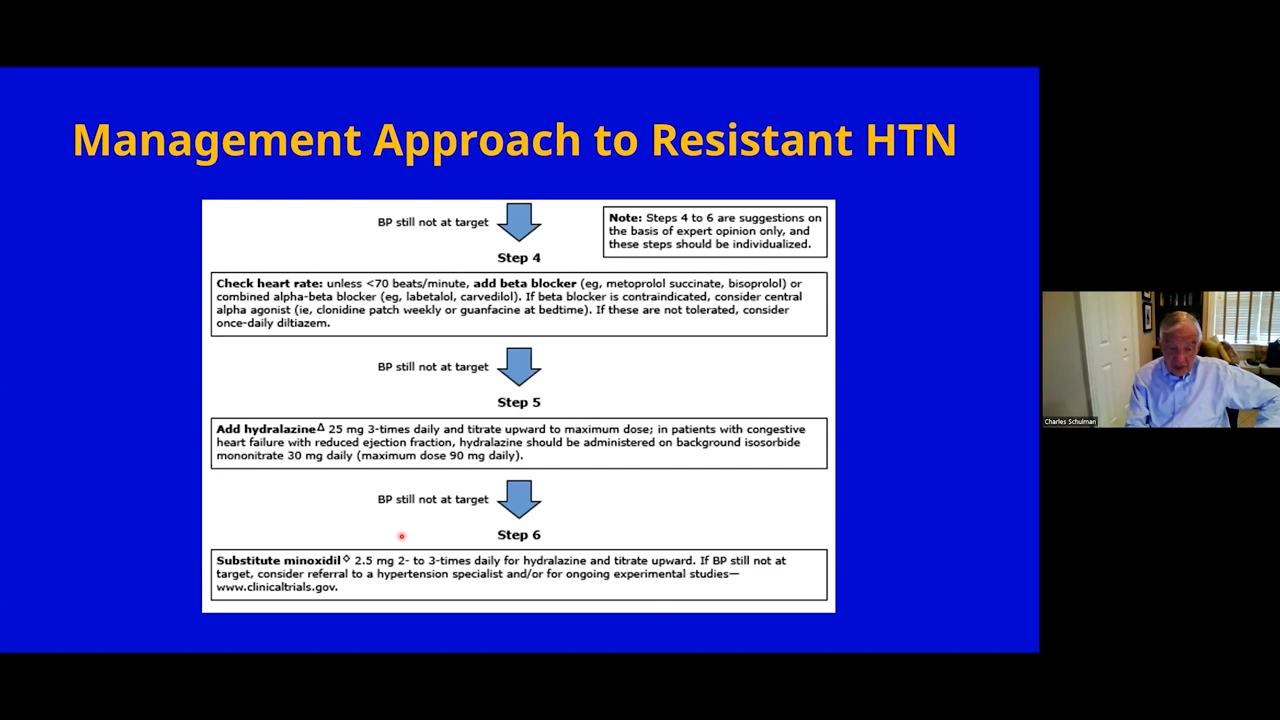 Management Approach to Resistant HTN
BP still not at target
Note: Steps 4 to 6 are suggestions on
the basis of expert opinion only, and
these steps should be individualized.
Step 4
Check heart rate: unless <70 beats/minute, add beta blocker (eg, metoprolol succinate, bisoprolol) or
combined alpha-beta blocker (eg, labetalol, carvedilol). If beta blocker is contraindicated, consider central
alpha agonist (ie, clonidine patch weekly or guanfacine at bedtime). If these are not tolerated, consider
once-daily diltiazem.
BP still not at target
Step 5
Add hydralazineΔ 25 mg 3-times daily and titrate upward to maximum dose; in patients with congestive
heart failure with reduced ejection fraction, hydralazine should be administered on background isosorbide
mononitrate 30 mg daily (maximum dose 90 mg daily).
BP still not at target
Step 6
Substitute minoxidil◇ 2.5 mg 2- to 3-times daily for hydralazine and titrate upward. If BP still not at
target, consider referral to a hypertension specialist and/or for ongoing experimental studies—
www.clinicaltrials.gov.
Charles Schulman